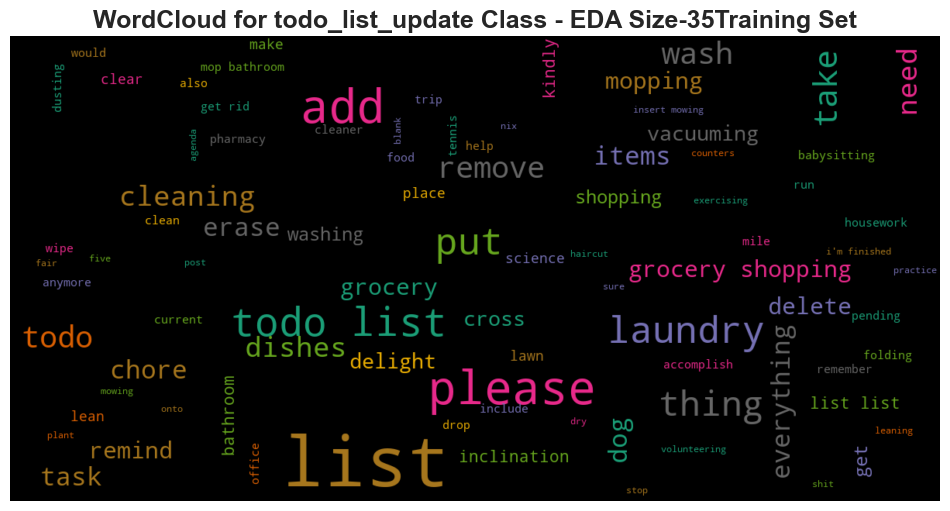 WordCloud for todo_list_update Class - EDA Size-35Training Set
would
make
kindly
wash
take
need
dusting
clear
mop bathroom
also
mopping
get rid
add
trip
insert mowing
agenda
pharmacy
cleaner
blank
tennis
nix
vacuuming
food
help
items
counters
babysitting
remove
cleaning
place
shopping
run
exercising
clean
erase
washing
put
housework
wipe
science
haircut
mile
i'm finished
fair
five
post
grocery shopping
practice
anymore
grocery
sure
delete
todo
current
todo list
cross
laundry
pending
dishes
everything
chore
delight
lawn
accomplish
folding
remember
mowing
bathroom
please
thing
list list
lean
onto
include
plant
drop
dry
dog
leaning
remind
office
list
inclination
volunteering
get
task
stop
shit